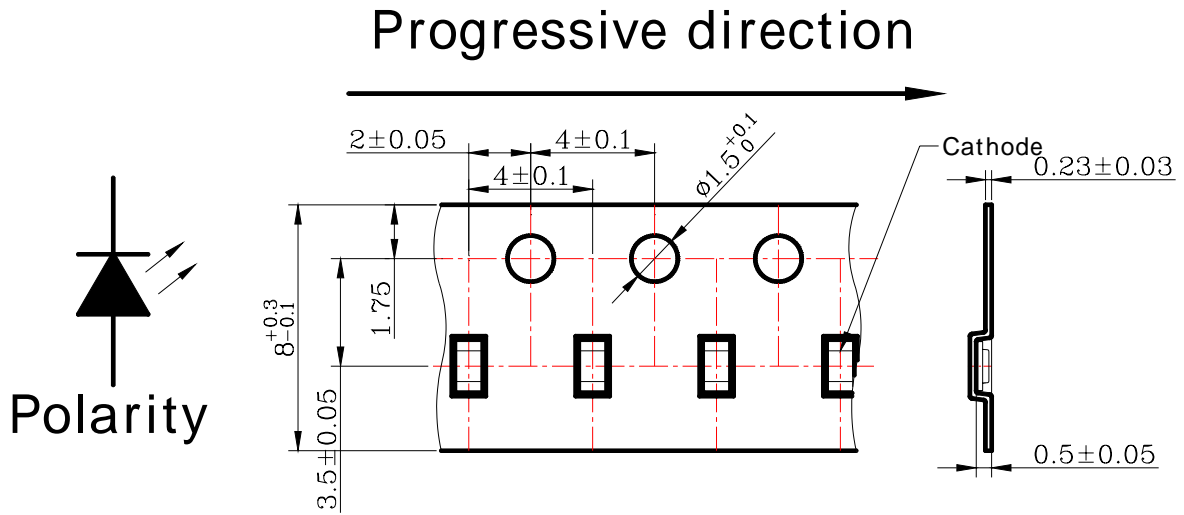 Progressive direction
2±0.05
4±0.1
4±0.1
ø1.5 +0.1 0
Cathode
0.23±0.03
1.75
8 +0.3 -0.1
3.5±0.05
Polarity
0.5±0.05